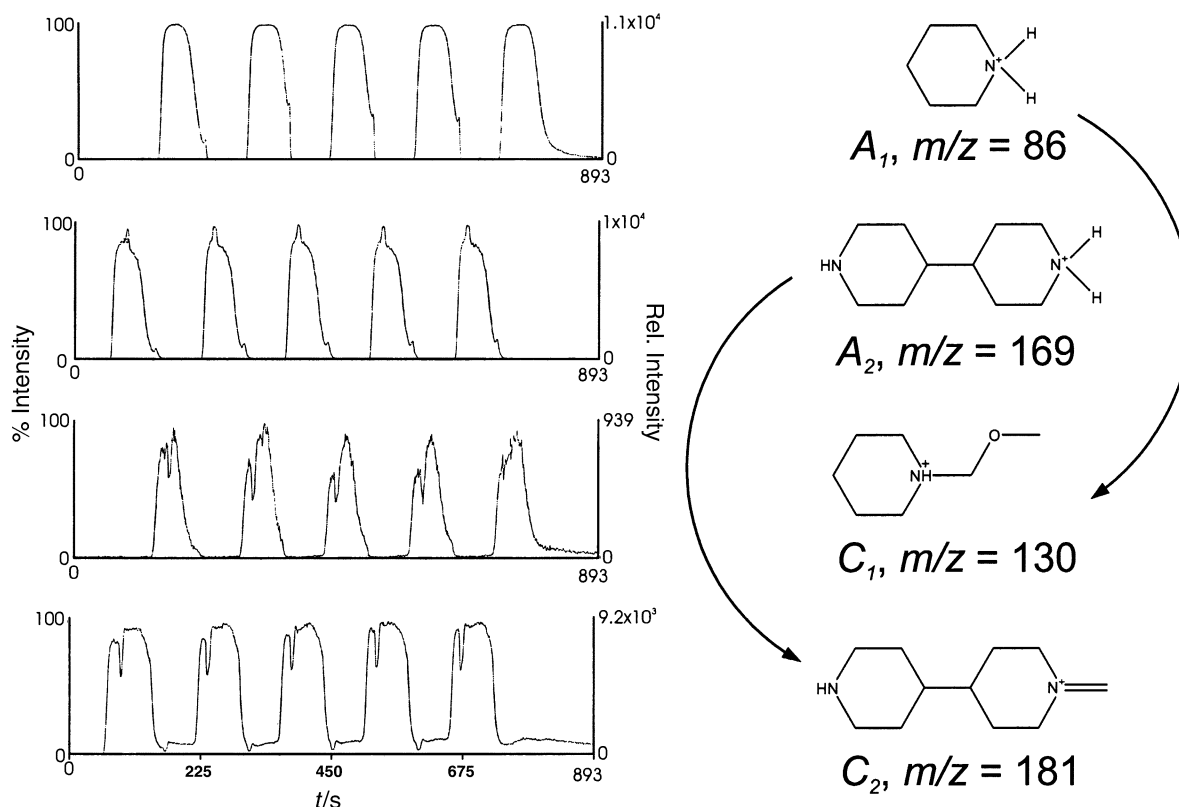 100
1.1x10⁴
0
0
0
893
100
1x10⁴
0
0
0
893
% Intensity
Rel. Intensity
100
939
0
0
0
893
100
9.2x10³
0
0
0
225
450
675
893
t/s
H
N⁺
H
A₁, m/z = 86
H
HN
N⁺
H
A₂, m/z = 169
O
NH⁺
C₁, m/z = 130
HN
N⁺
C₂, m/z = 181